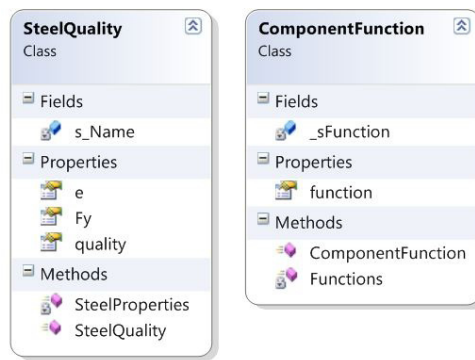 SteelQuality
Class
Fields
s_Name
Properties
e
Fy
quality
Methods
SteelProperties
SteelQuality
ComponentFunction
Class
Fields
_sFunction
Properties
function
Methods
ComponentFunction
Functions